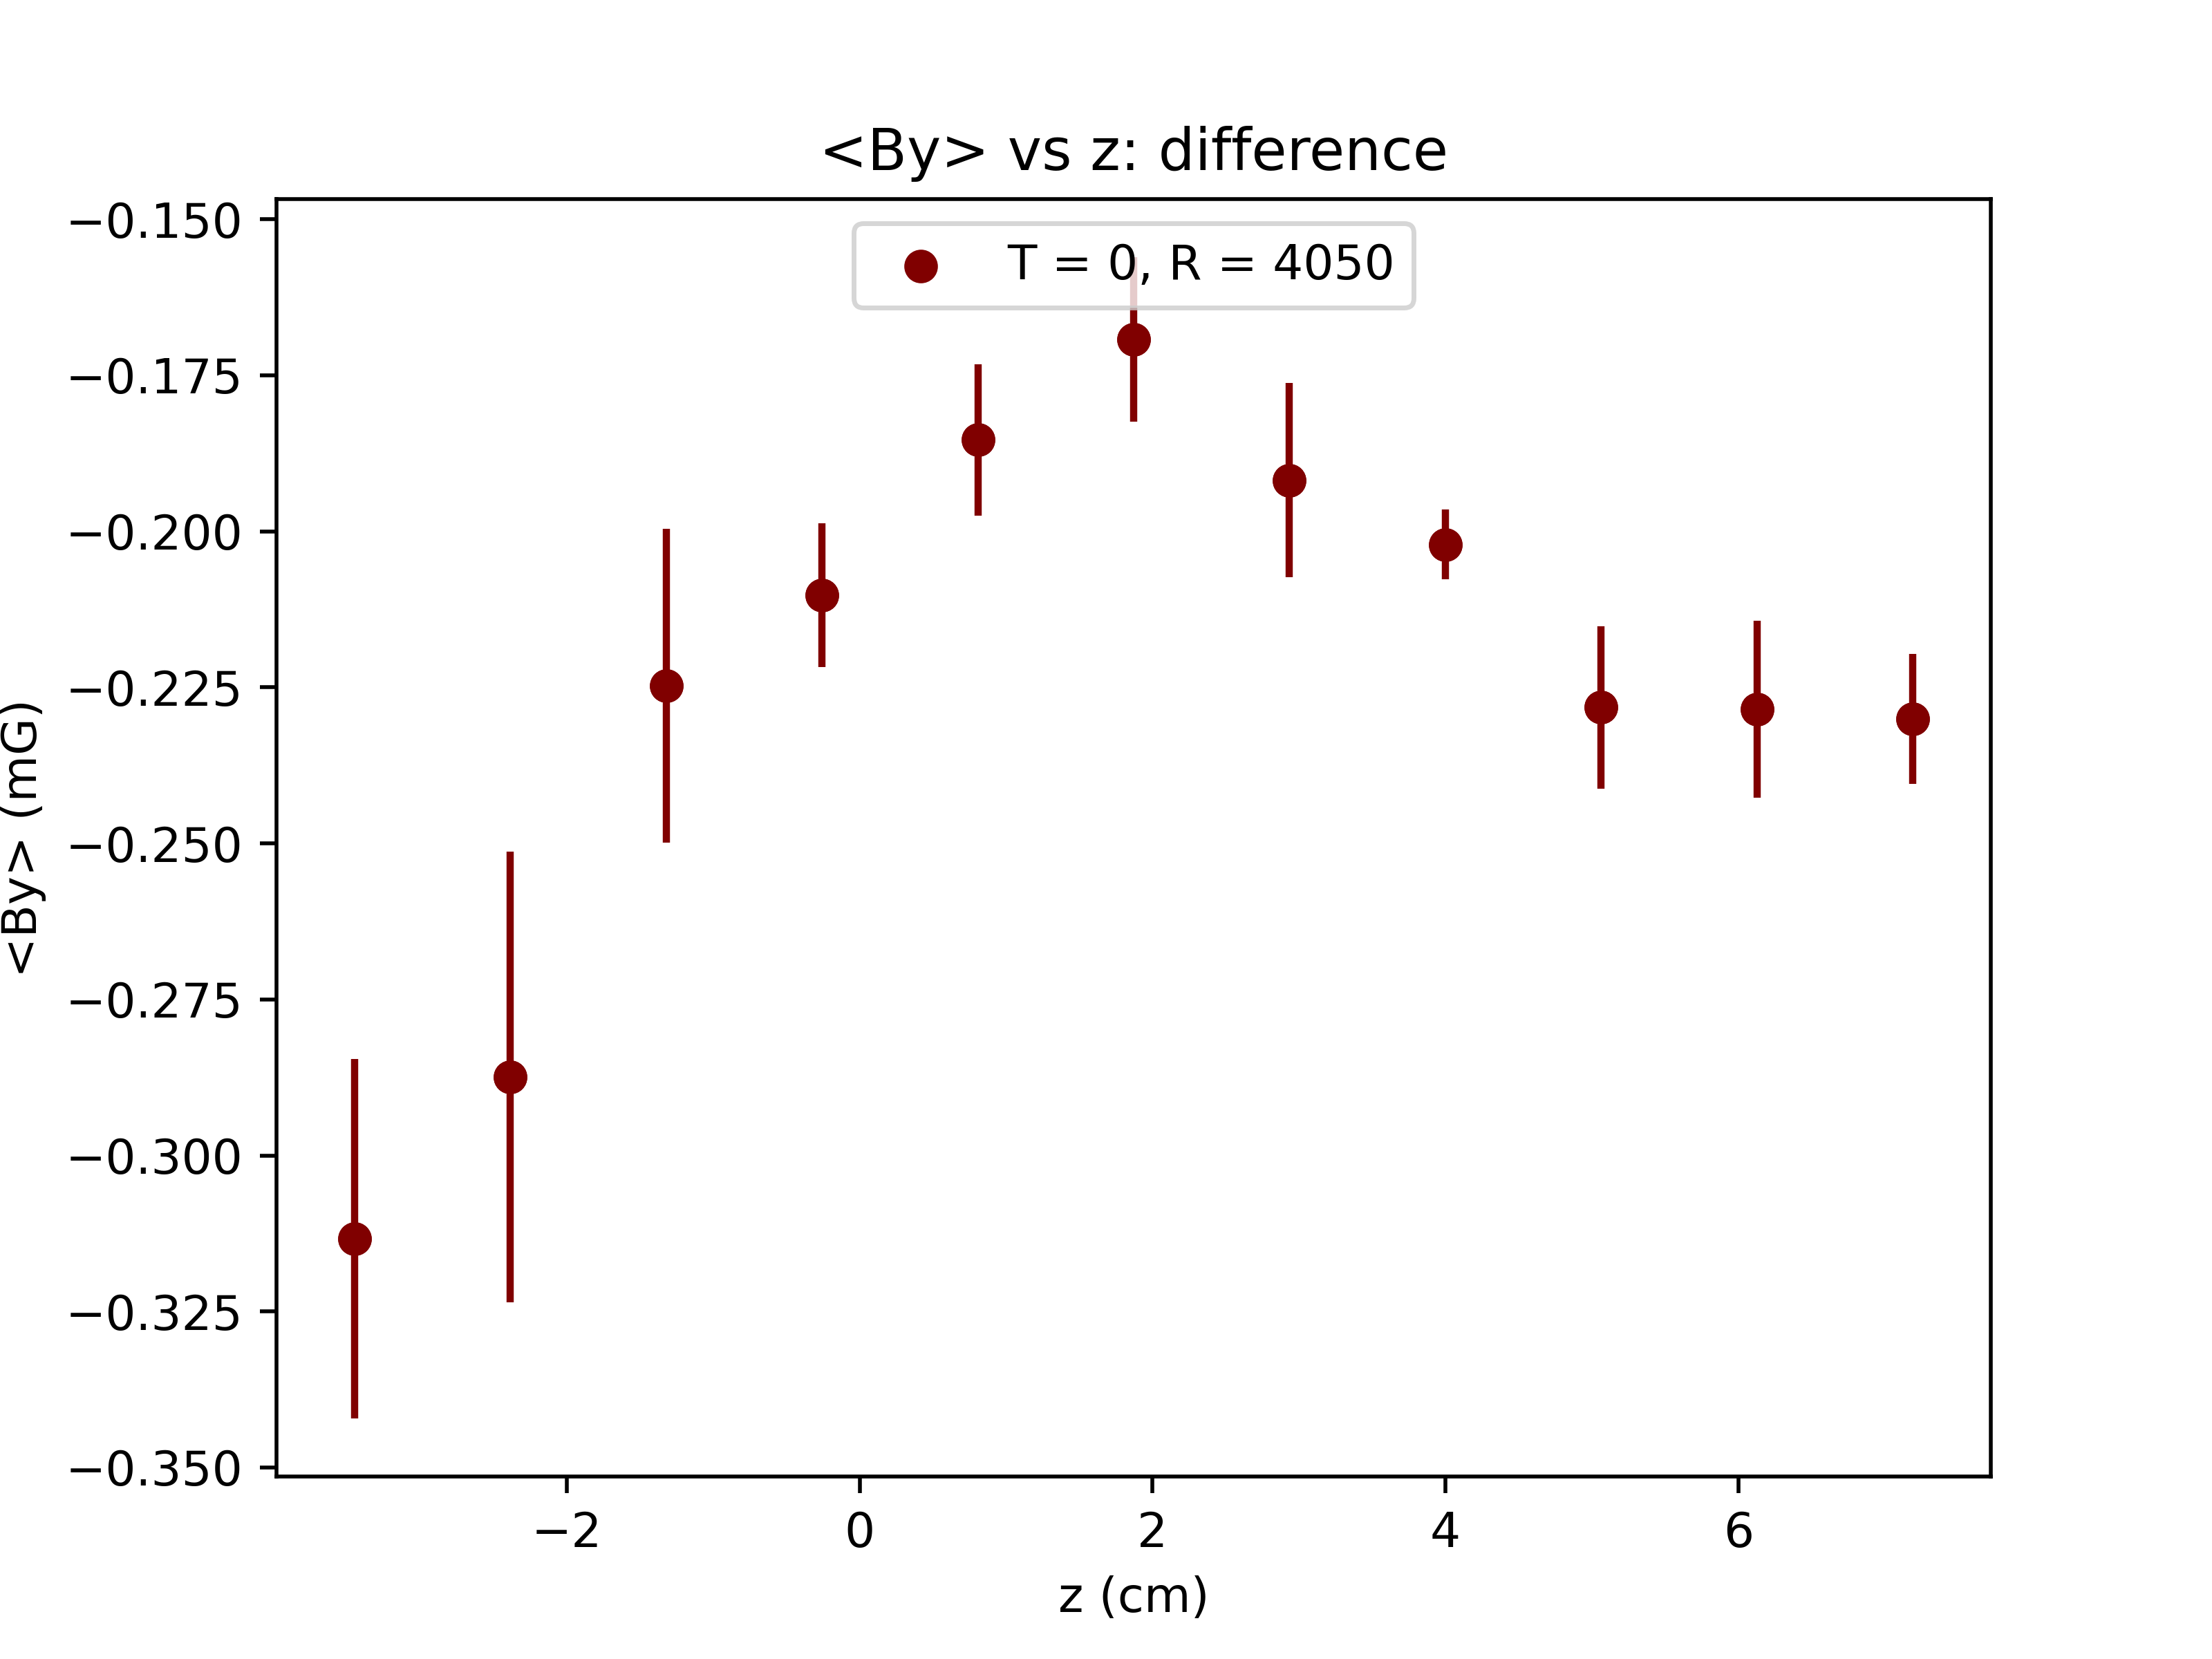 <By> vs z: difference
T = 0, R = 4050
<By> (mG)
−0.150
−0.175
−0.200
−0.225
−0.250
−0.275
−0.300
−0.325
−0.350
−2 0 2 4 6
z (cm)